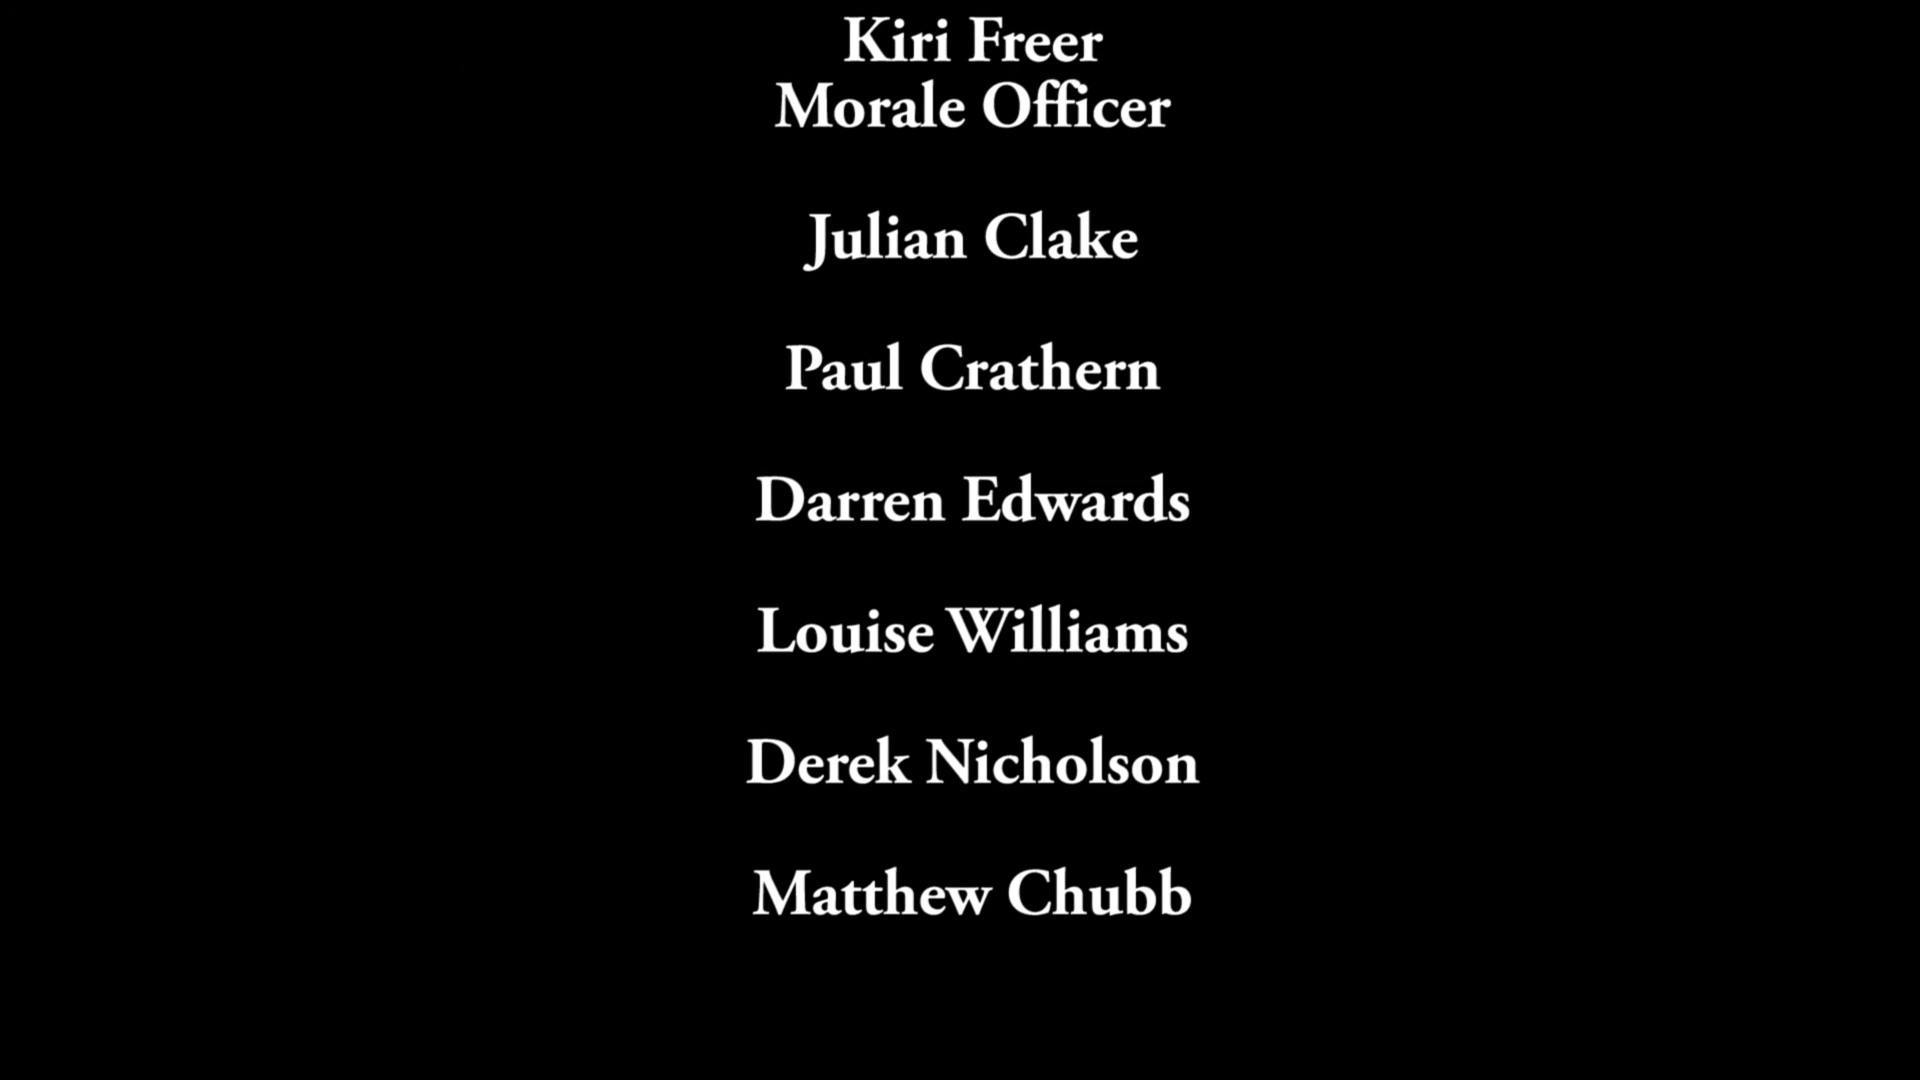 Kiri Freer
Morale Officer
Julian Clake
Paul Crathern
Darren Edwards
Louise Williams
Derek Nicholson
Matthew Chubb